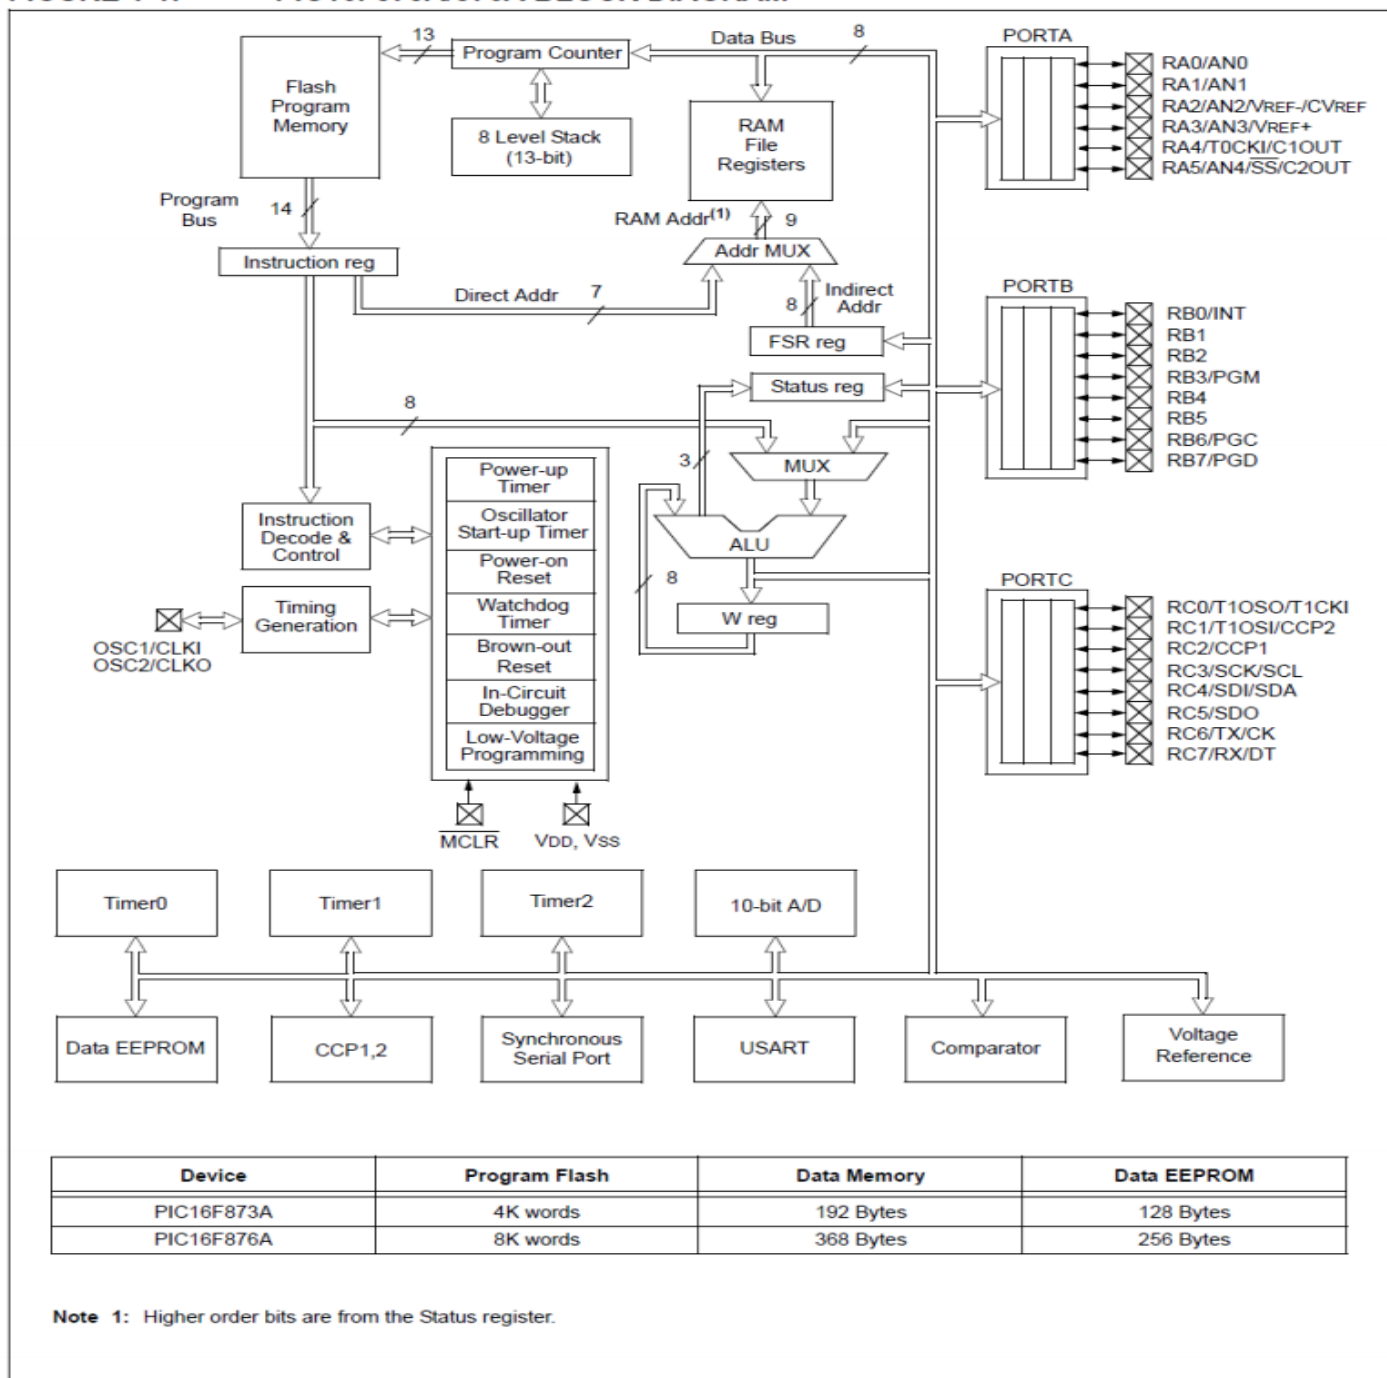 13
Program Counter
Data Bus
8
PORTA
Flash
Program
Memory
8 Level Stack
(13-bit)
RAM
File
Registers
RA0/AN0
RA1/AN1
RA2/AN2/VREF-/CVREF
RA3/AN3/VREF+
RA4/T0CKI/C1OUT
RA5/AN4/SS/C2OUT
Program
Bus
14
RAM Addr(1)
9
Instruction reg
Addr MUX
Direct Addr
7
8
Indirect
Addr
FSR reg
Status reg
PORTB
RB0/INT
RB1
RB2
RB3/PGM
RB4
RB5
RB6/PGC
RB7/PGD
8
3
MUX
Power-up
Timer
Oscillator
Start-up Timer
Power-on
Reset
Watchdog
Timer
Brown-out
Reset
In-Circuit
Debugger
Low-Voltage
Programming
Instruction
Decode &
Control
ALU
8
W reg
Timing
Generation
OSC1/CLKI
OSC2/CLKO
PORTC
RC0/T1OSO/T1CKI
RC1/T1OSI/CCP2
RC2/CCP1
RC3/SCK/SCL
RC4/SDI/SDA
RC5/SDO
RC6/TX/CK
RC7/RX/DT
MCLR
VDD, VSS
Timer0
Timer1
Timer2
10-bit A/D
Data EEPROM
CCP1,2
Synchronous
Serial Port
USART
Comparator
Voltage
Reference
Device Program Flash Data Memory Data EEPROM
PIC16F873A 4K words 192 Bytes 128 Bytes
PIC16F876A 8K words 368 Bytes 256 Bytes
Note 1: Higher order bits are from the Status register.